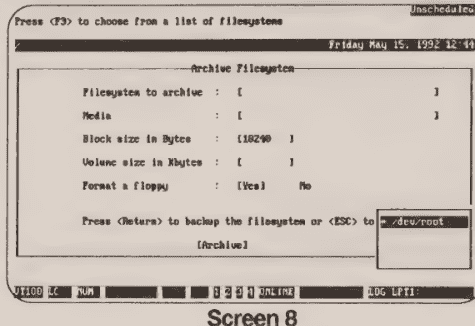 Unscheduled
Press <F3> to choose from a list of filesystems
/ Friday May 15, 1992 12:44
Archive Filesystem
Filesystem to archive : [ ]
Media : [ ]
Block size in Bytes : [10240 ]
Volume size in Kbytes : [ ]
Format a floppy : [Yes] No
Press <Return> to backup the filesystem or <ESC> to
* /dev/root
[Archive]
VT100 LC NUM 1 2 3 4 ONLINE LOG LPT1:
Screen 8